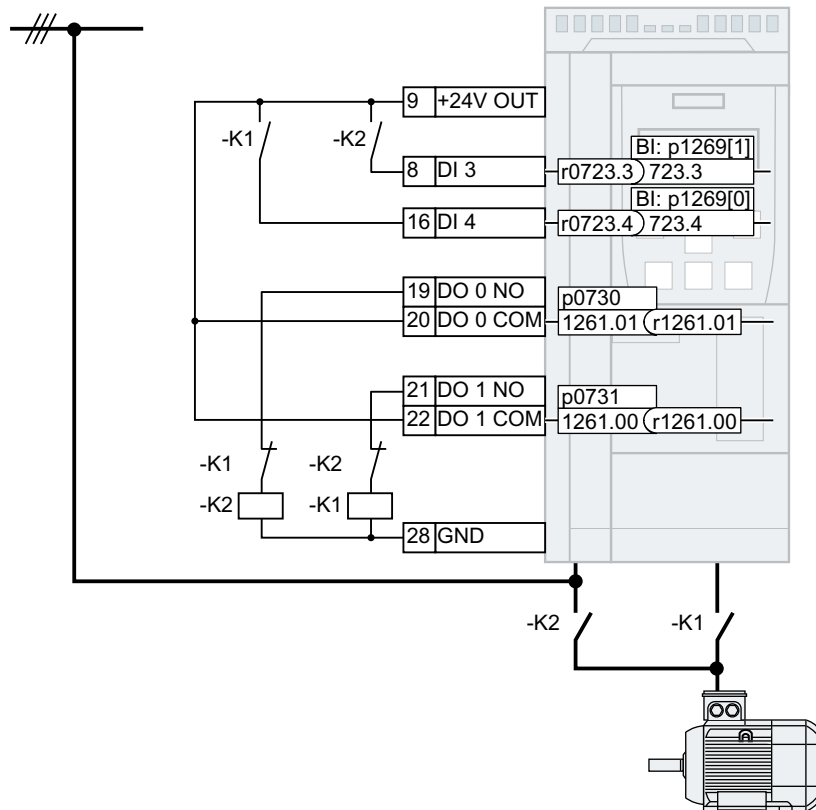 9 +24V OUT
-K1
-K2
BI: p1269[1]
8 DI 3
r0723.3 723.3
BI: p1269[0]
16 DI 4
r0723.4 723.4
19 DO 0 NO
p0730
20 DO 0 COM
1261.01 r1261.01
21 DO 1 NO
p0731
22 DO 1 COM
1261.00 r1261.00
-K1
-K2
-K2
-K1
28 GND
-K2
-K1